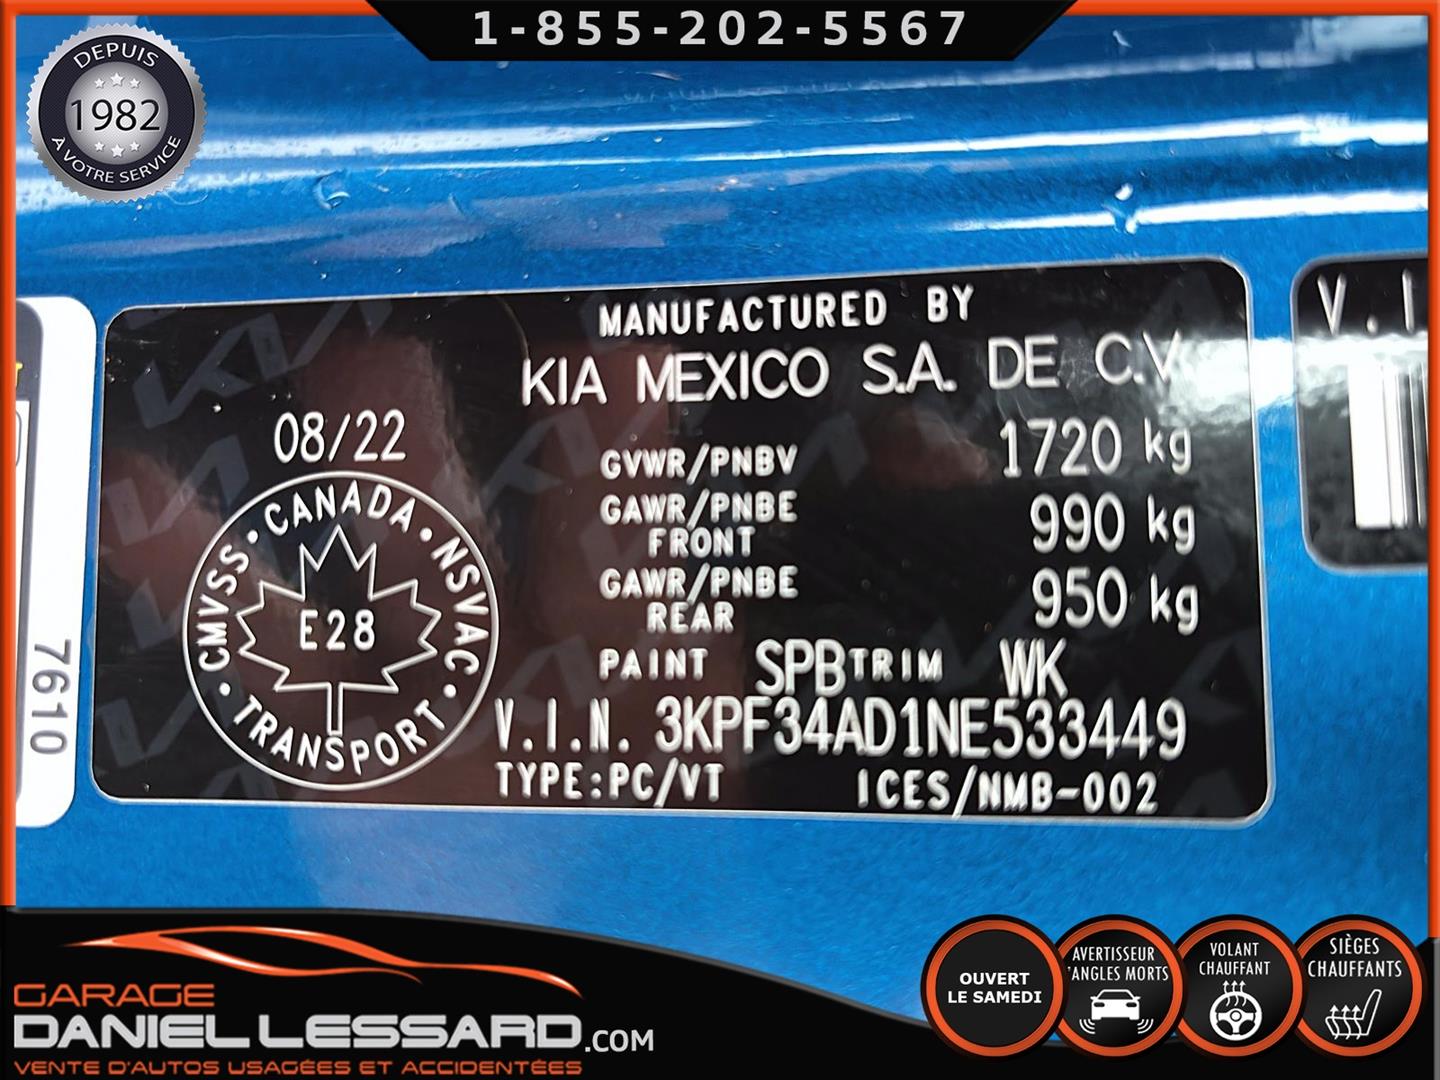 1-855-202-5567
DEPUIS
1982
À VOTRE SERVICE
MANUFACTURED BY
KIA MEXICO S.A. DE C.V.
08/22
GVWR/PNBV 1720 kg
GAWR/PNBE FRONT 990 kg
GAWR/PNBE REAR 950 kg
CMVSS · CANADA · NSVAC · TRANSPORT ·
E28
PAINT SPB TRIM WK
V.I.N. 3KPF34AD1NE533449
TYPE:PC/VT ICES/NMB-002
V.I
7610
GARAGE
DANIEL LESSARD.COM
VENTE D'AUTOS USAGÉES ET ACCIDENTÉES
OUVERT
LE SAMEDI
AVERTISSEUR
'ANGLES MORTS
VOLANT
CHAUFFANT
SIÈGES
CHAUFFANTS